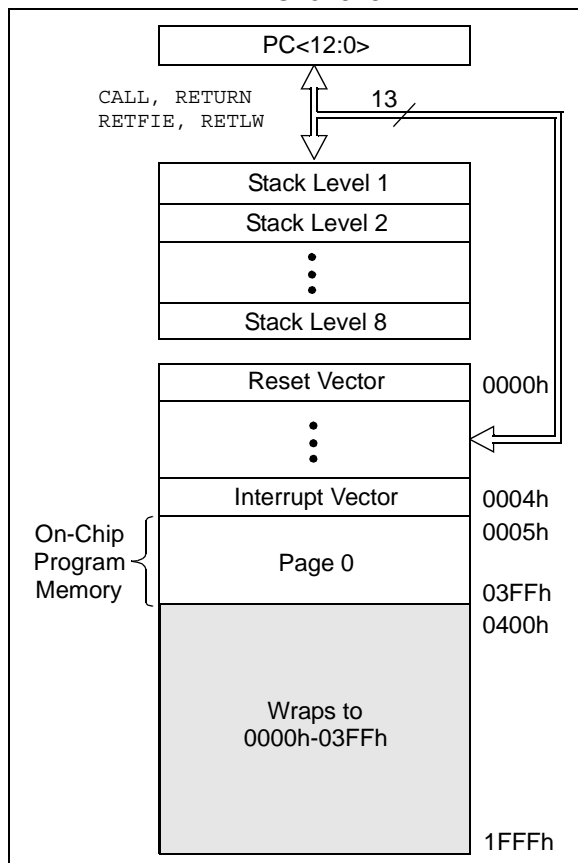 PC<12:0>
CALL, RETURN
RETFIE, RETLW
13
Stack Level 1
Stack Level 2
Stack Level 8
Reset Vector
0000h
Interrupt Vector
0004h
On-Chip
Program
Memory
0005h
Page 0
03FFh
0400h
Wraps to
0000h-03FFh
1FFFh